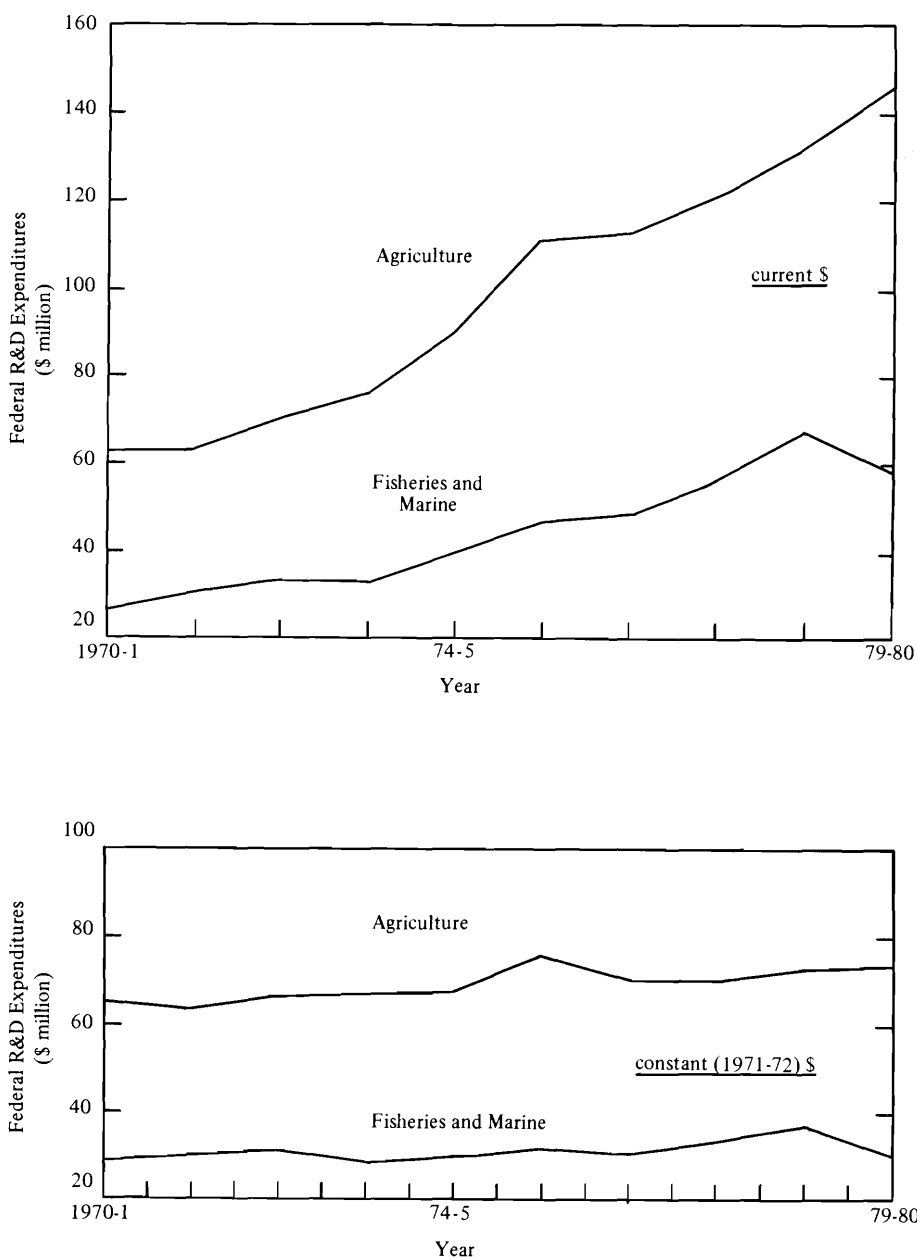 160
140
120
100
80
60
40
20
Federal R&D Expenditures
($ million)
Agriculture
current $
Fisheries and
Marine
1970-1
74-5
79-80
Year
100
80
60
40
20
Federal R&D Expenditures
($ million)
Agriculture
constant (1971-72) $
Fisheries and Marine
1970-1
74-5
79-80
Year